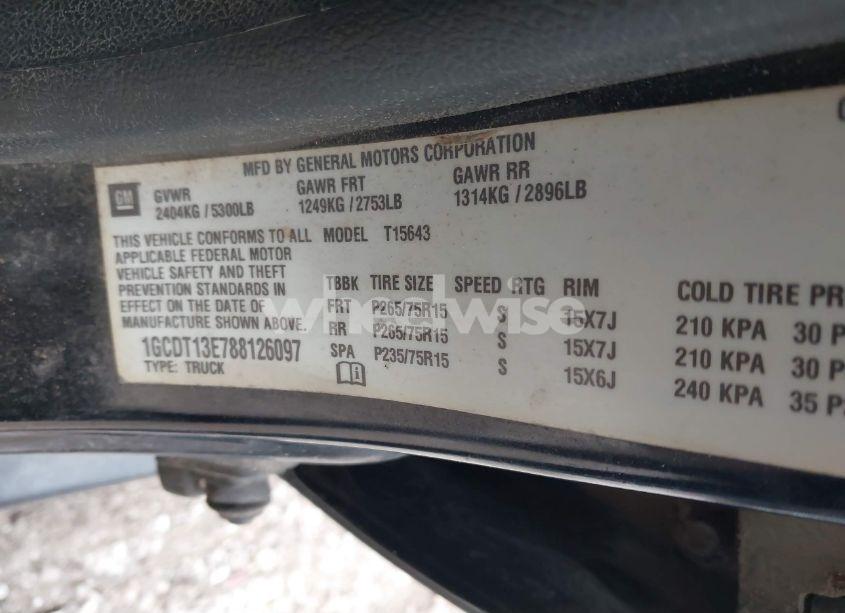 MFD BY GENERAL MOTORS CORPORATION
GM
GVWR GAWR FRT GAWR RR
2404KG / 5300LB 1249KG / 2753LB 1314KG / 2896LB
THIS VEHICLE CONFORMS TO ALL MODEL T15643
APPLICABLE FEDERAL MOTOR
VEHICLE SAFETY AND THEFT
PREVENTION STANDARDS IN
EFFECT ON THE DATE OF
MANUFACTURE SHOWN ABOVE.
1GCDT13E788126097
TYPE: TRUCK
TBBK TIRE SIZE SPEED RTG RIM COLD TIRE PR
FRT P265/75R15 S 15X7J 210 KPA 30 P
RR P265/75R15 S 15X7J 210 KPA 30 P
SPA P235/75R15 S 15X6J 240 KPA 35 P
wheelwise